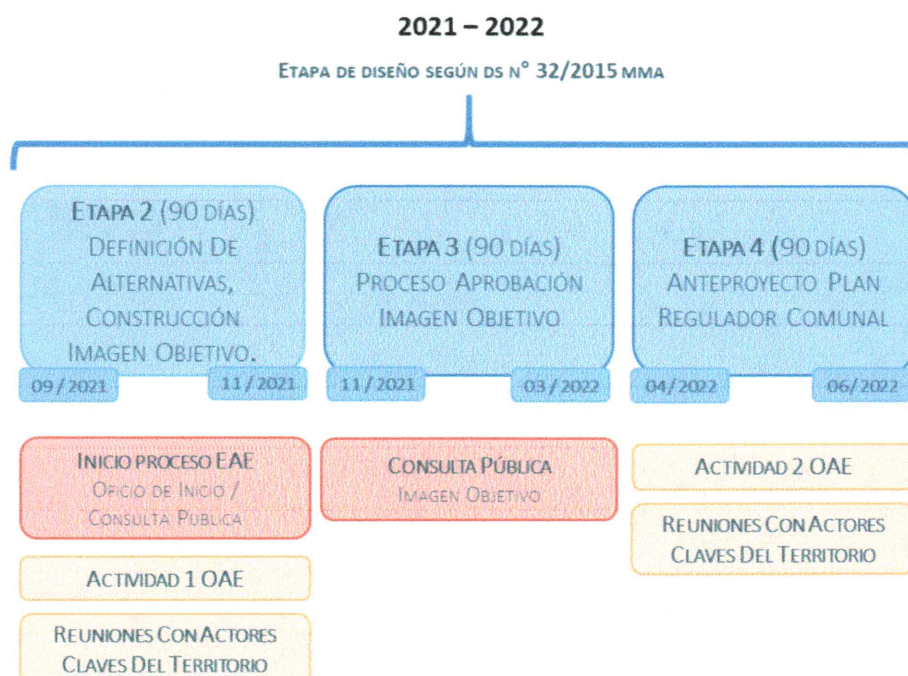 2021 – 2022
ETAPA DE DISEÑO SEGÚN DS N° 32/2015 MMA
ETAPA 2 (90 DÍAS)
DEFINICIÓN DE
ALTERNATIVAS,
CONSTRUCCIÓN
IMAGEN OBJETIVO.
09/2021
11/2021
ETAPA 3 (90 DÍAS)
PROCESO APROBACIÓN
IMAGEN OBJETIVO
11/2021
03/2022
ETAPA 4 (90 DÍAS)
ANTEPROYECTO PLAN
REGULADOR COMUNAL
04/2022
06/2022
INICIO PROCESO EAE
OFICIO DE INICIO /
CONSULTA PÚBLICA
ACTIVIDAD 1 OAE
REUNIONES CON ACTORES
CLAVES DEL TERRITORIO
CONSULTA PÚBLICA
IMAGEN OBJETIVO
ACTIVIDAD 2 OAE
REUNIONES CON ACTORES
CLAVES DEL TERRITORIO